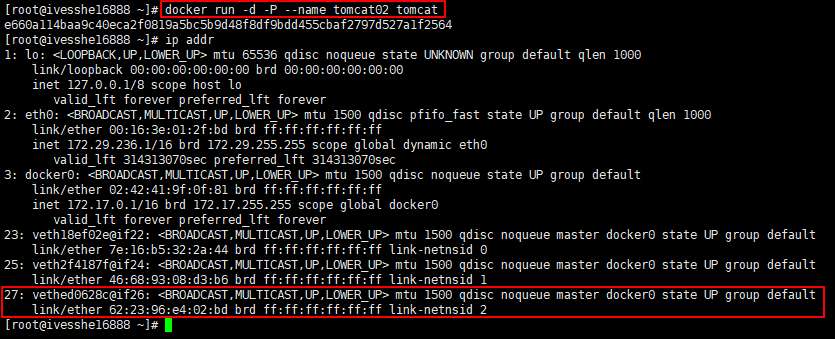 [root@ivesshe16888 ~]# docker run -d -P --name tomcat02 tomcat
e660a114baa9c40eca2f0819a5bc5b9d48f8df9bdd455cbaf2797d527a1f2564
[root@ivesshe16888 ~]# ip addr
1: lo: <LOOPBACK,UP,LOWER_UP> mtu 65536 qdisc noqueue state UNKNOWN group default qlen 1000
    link/loopback 00:00:00:00:00:00 brd 00:00:00:00:00:00
    inet 127.0.0.1/8 scope host lo
       valid_lft forever preferred_lft forever
2: eth0: <BROADCAST,MULTICAST,UP,LOWER_UP> mtu 1500 qdisc pfifo_fast state UP group default qlen 1000
    link/ether 00:16:3e:01:2f:bd brd ff:ff:ff:ff:ff:ff
    inet 172.29.236.1/16 brd 172.29.255.255 scope global dynamic eth0
       valid_lft 314313070sec preferred_lft 314313070sec
3: docker0: <BROADCAST,MULTICAST,UP,LOWER_UP> mtu 1500 qdisc noqueue state UP group default
    link/ether 02:42:41:9f:0f:81 brd ff:ff:ff:ff:ff:ff
    inet 172.17.0.1/16 brd 172.17.255.255 scope global docker0
       valid_lft forever preferred_lft forever
23: veth18ef02e@if22: <BROADCAST,MULTICAST,UP,LOWER_UP> mtu 1500 qdisc noqueue master docker0 state UP group default
    link/ether 7e:16:b5:32:2a:44 brd ff:ff:ff:ff:ff:ff link-netnsid 0
25: veth2f4187f@if24: <BROADCAST,MULTICAST,UP,LOWER_UP> mtu 1500 qdisc noqueue master docker0 state UP group default
    link/ether 46:68:93:08:d3:b6 brd ff:ff:ff:ff:ff:ff link-netnsid 1
27: vethed0628c@if26: <BROADCAST,MULTICAST,UP,LOWER_UP> mtu 1500 qdisc noqueue master docker0 state UP group default
    link/ether 62:23:96:e4:02:bd brd ff:ff:ff:ff:ff:ff link-netnsid 2
[root@ivesshe16888 ~]#